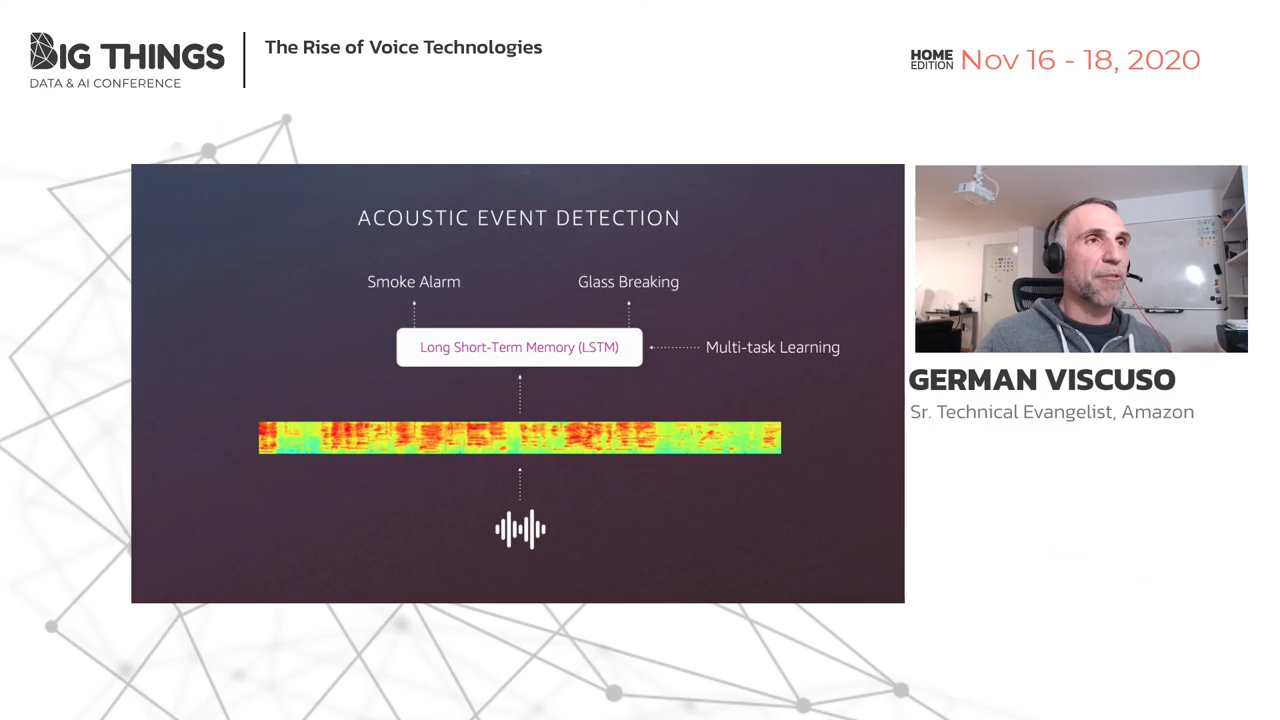 BIG THINGS
DATA & AI CONFERENCE
The Rise of Voice Technologies
HOME
EDITION
Nov 16 - 18, 2020
ACOUSTIC EVENT DETECTION
Smoke Alarm
Glass Breaking
Long Short-Term Memory (LSTM)
Multi-task Learning
GERMAN VISCUSO
Sr. Technical Evangelist, Amazon